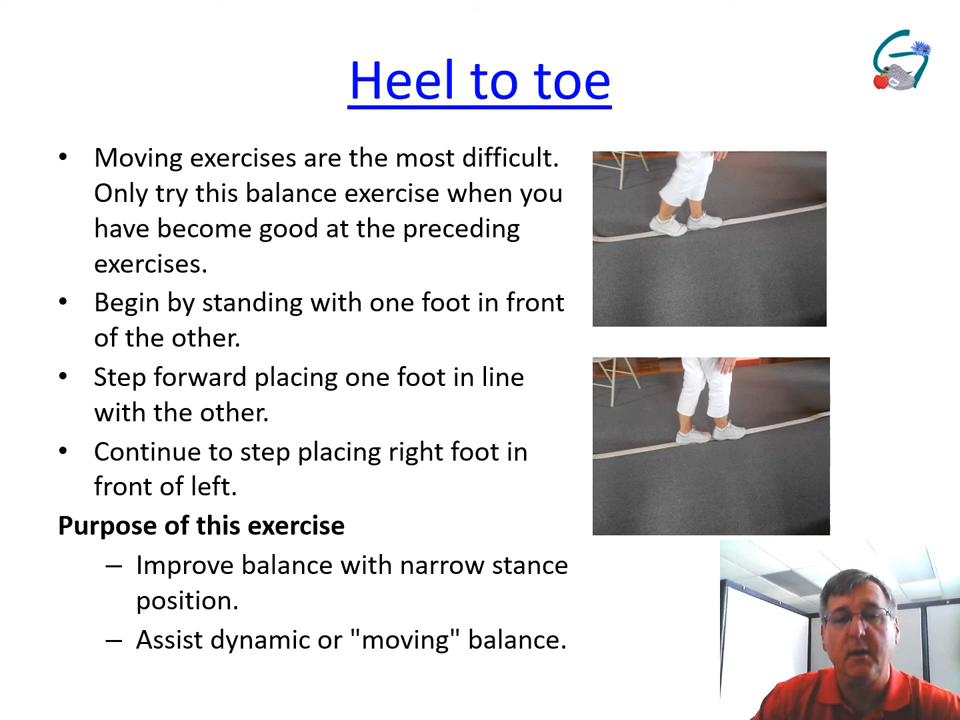 Heel to toe
• Moving exercises are the most difficult.
Only try this balance exercise when you
have become good at the preceding
exercises.
• Begin by standing with one foot in front
of the other.
• Step forward placing one foot in line
with the other.
• Continue to step placing right foot in
front of left.
Purpose of this exercise
– Improve balance with narrow stance
position.
– Assist dynamic or "moving" balance.